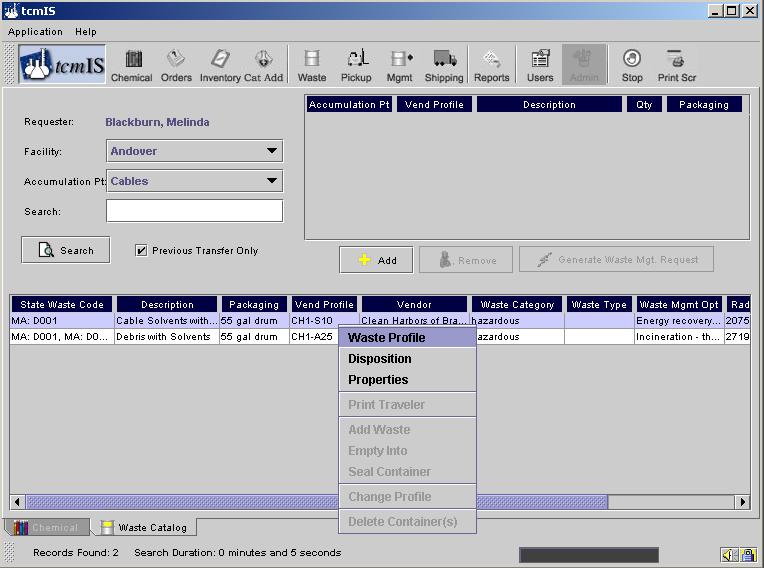 tcmIS
Application Help
tcmIS
Chemical Orders Inventory Cat Add Waste Pickup Mgmt Shipping Reports Users Admin Stop Print Scr
Accumulation Pt Vend Profile Description Qty Packaging
Requester: Blackburn, Melinda
Facility: Andover
Accumulation Pt: Cables
Search:
Search Previous Transfer Only
Add Remove Generate Waste Mgt. Request
State Waste Code Description Packaging Vend Profile Vendor Waste Category Waste Type Waste Mgmt Opt Rad
MA: D001 Cable Solvents with... 55 gal drum CH1-S10 Clean Harbors of Bra... hazardous Energy recovery... 2075
MA: D001, MA: D0... Debris with Solvents 55 gal drum CH1-A25 hazardous Incineration - th... 2719
Waste Profile
Disposition
Properties
Print Traveler
Add Waste
Empty Into
Seal Container
Change Profile
Delete Container(s)
Chemical Waste Catalog
Records Found: 2 Search Duration: 0 minutes and 5 seconds